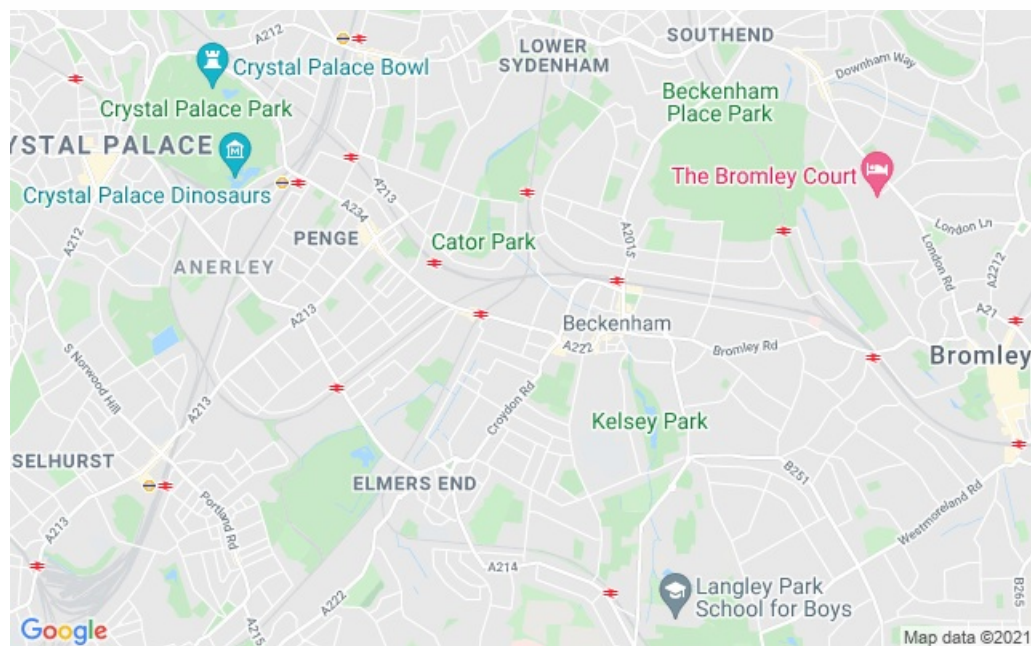 A212
LOWER
SYDENHAM
SOUTHEND
Downham Way
Crystal Palace Bowl
Crystal Palace Park
Beckenham
Place Park
YSTAL PALACE
Crystal Palace Dinosaurs
A213
A234
The Bromley Court
PENGE
Cator Park
A2015
London Ln
A212
ANERLEY
London Rd
A2212
A213
A21
Beckenham
A222
Bromley Rd
Bromley
S Norwood Hill
A213
Croydon Rd
Kelsey Park
SELHURST
ELMERS END
B251
Portland Rd
Westmoreland Rd
A213
A214
A222
A215
Langley Park
School for Boys
B265
Google
Map data ©2021